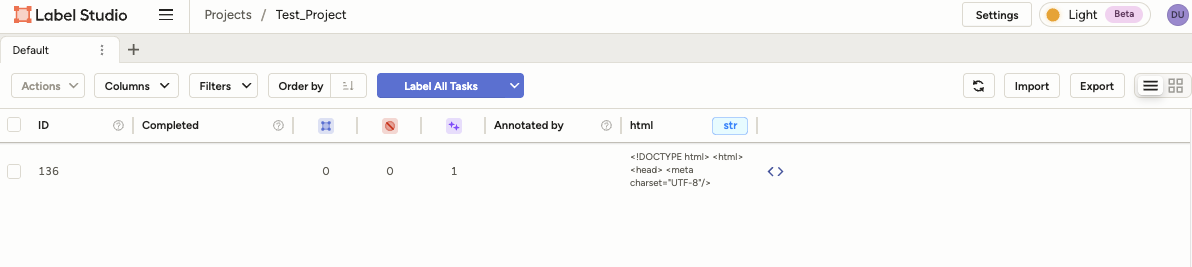 Label Studio
Projects / Test_Project
Settings
Light Beta
DU
Default
Actions Columns Filters Order by Label All Tasks Import Export
ID Completed Annotated by html str
136 0 0 1
<!DOCTYPE html> <html>
<head> <meta
charset="UTF-8"/>